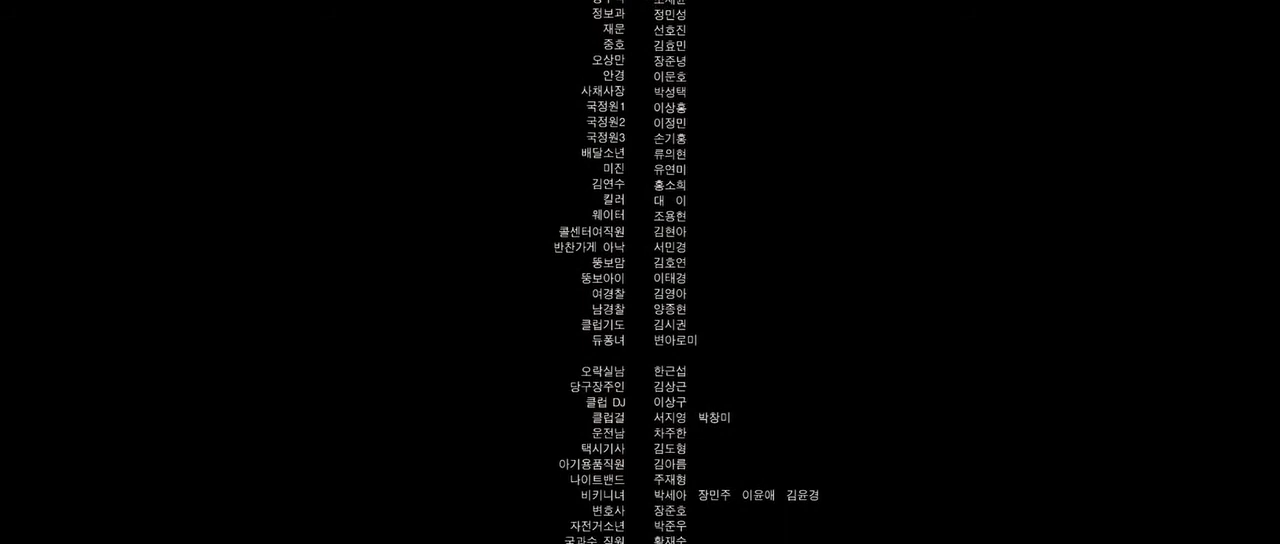 정보과 정민성
재문 선호진
중호 김효민
오상만 장준녕
안경 이문호
사채사장 박성택
국정원1 이상홍
국정원2 이정민
국정원3 손기홍
배달소년 류의현
미진 유연미
김연수 홍소희
킬러 대 이
웨이터 조용현
콜센터여직원 김현아
반찬가게 아낙 서민경
뚱보맘 김호연
뚱보아이 이태경
여경찰 김영아
남경찰 양종현
클럽기도 김시권
듀퐁녀 변아로미
오락실남 한근섭
당구장주인 김상근
클럽 DJ 이상구
클럽걸 서지영 박창미
운전남 차주한
택시기사 김도형
아기용품직원 김아름
나이트밴드 주재형
비키니녀 박세아 장민주 이윤애 김윤경
변호사 장준호
자전거소년 박준우
국과수 직원 황재수